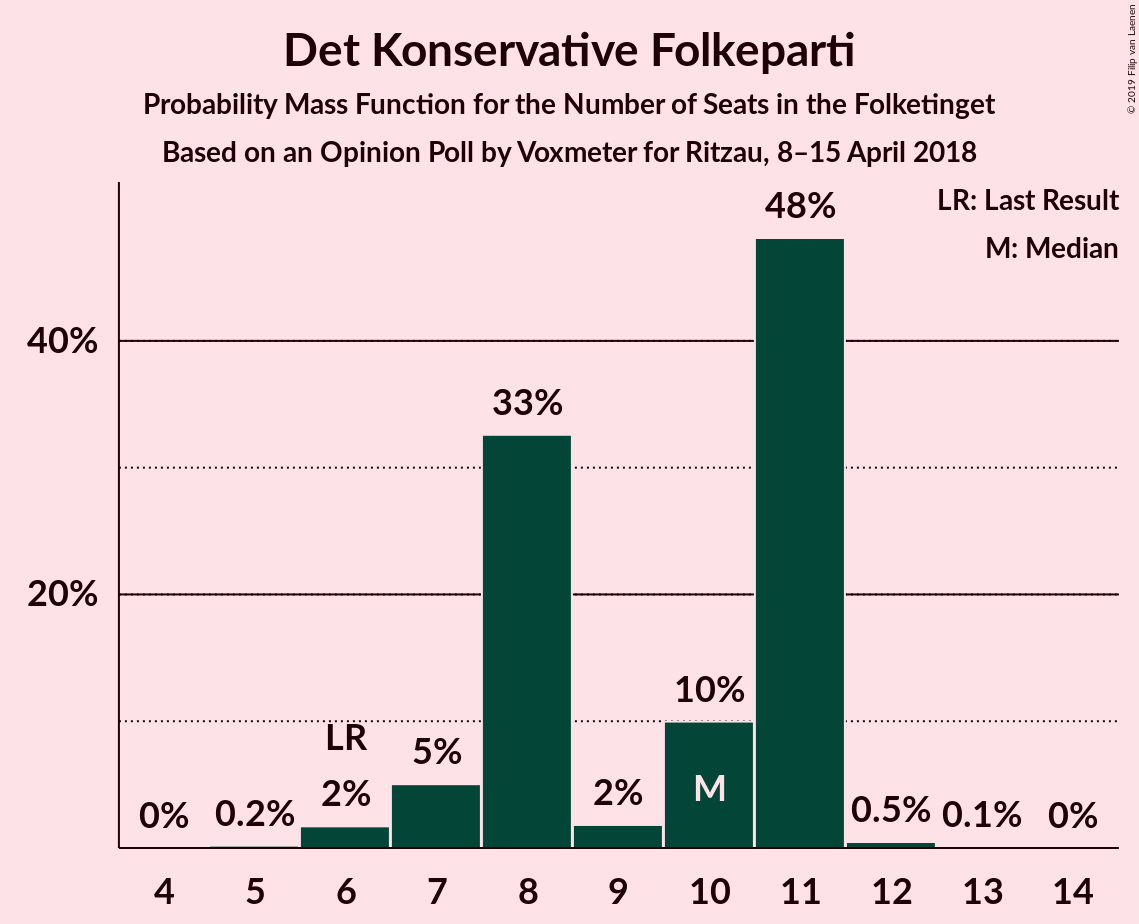 Det Konservative Folkeparti
Probability Mass Function for the Number of Seats in the Folketinget
Based on an Opinion Poll by Voxmeter for Ritzau, 8–15 April 2018
© 2019 Filip van Laenen
LR: Last Result
M: Median
40%
20%
0%
0.2%
LR
2%
5%
33%
2%
10%
M
48%
0.5%
0.1%
0%
4 5 6 7 8 9 10 11 12 13 14